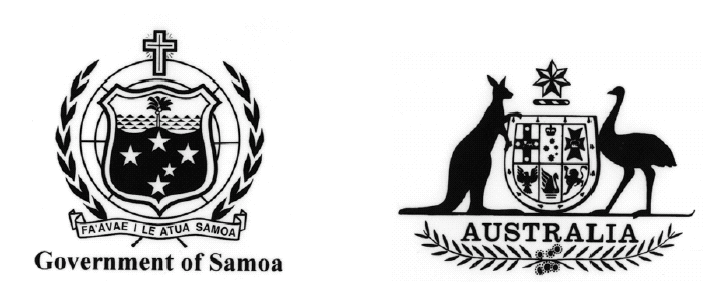 FA'AVAE I LE ATUA SAMOA
Government of Samoa
AUSTRALIA